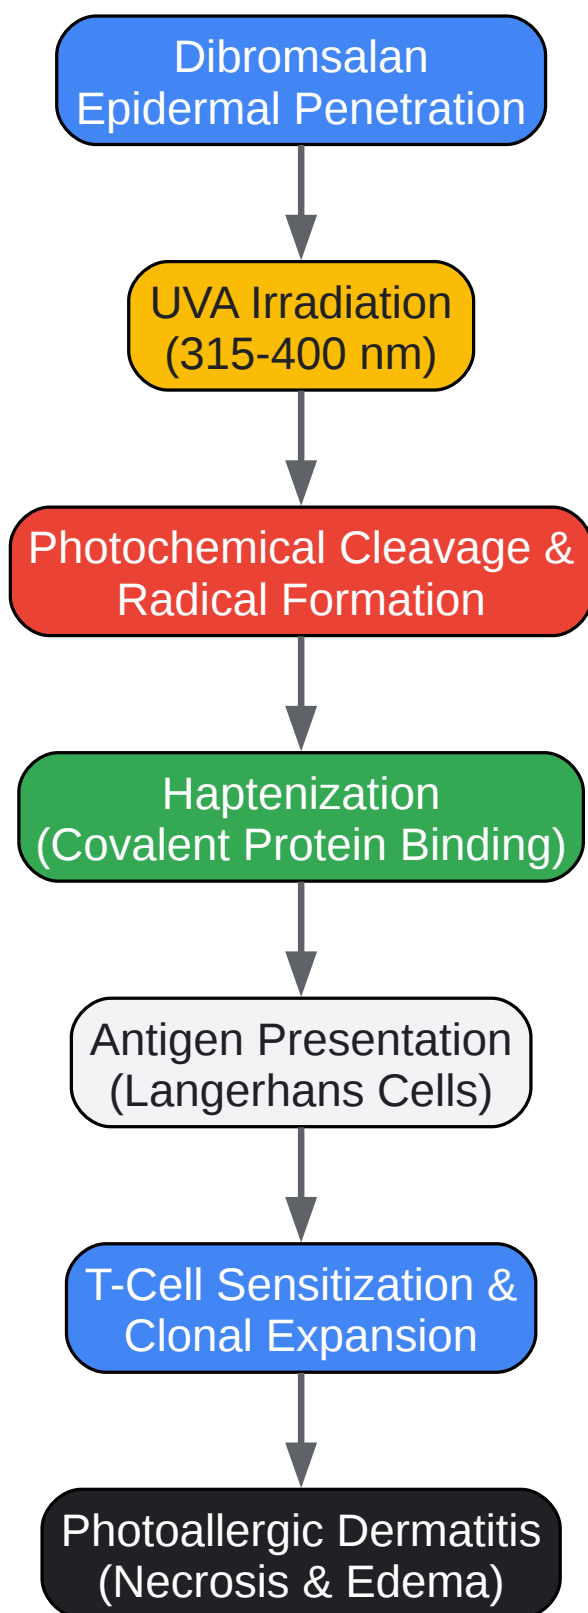 Dibromsalan
Epidermal Penetration
UVA Irradiation
(315-400 nm)
Photochemical Cleavage &
Radical Formation
Haptenization
(Covalent Protein Binding)
Antigen Presentation
(Langerhans Cells)
T-Cell Sensitization &
Clonal Expansion
Photoallergic Dermatitis
(Necrosis & Edema)